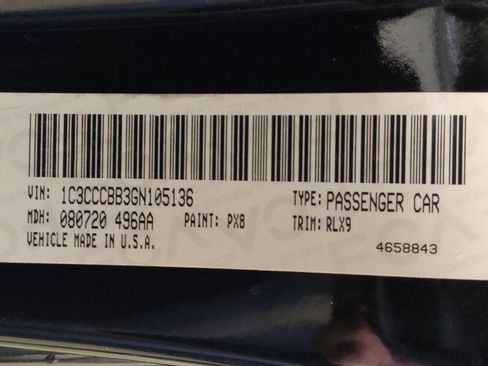 VIN: 1C3CCCBB3GN105136 TYPE: PASSENGER CAR
MDH: 080720 496AA PAINT: PX8 TRIM: RLX9
VEHICLE MADE IN U.S.A. 4658843